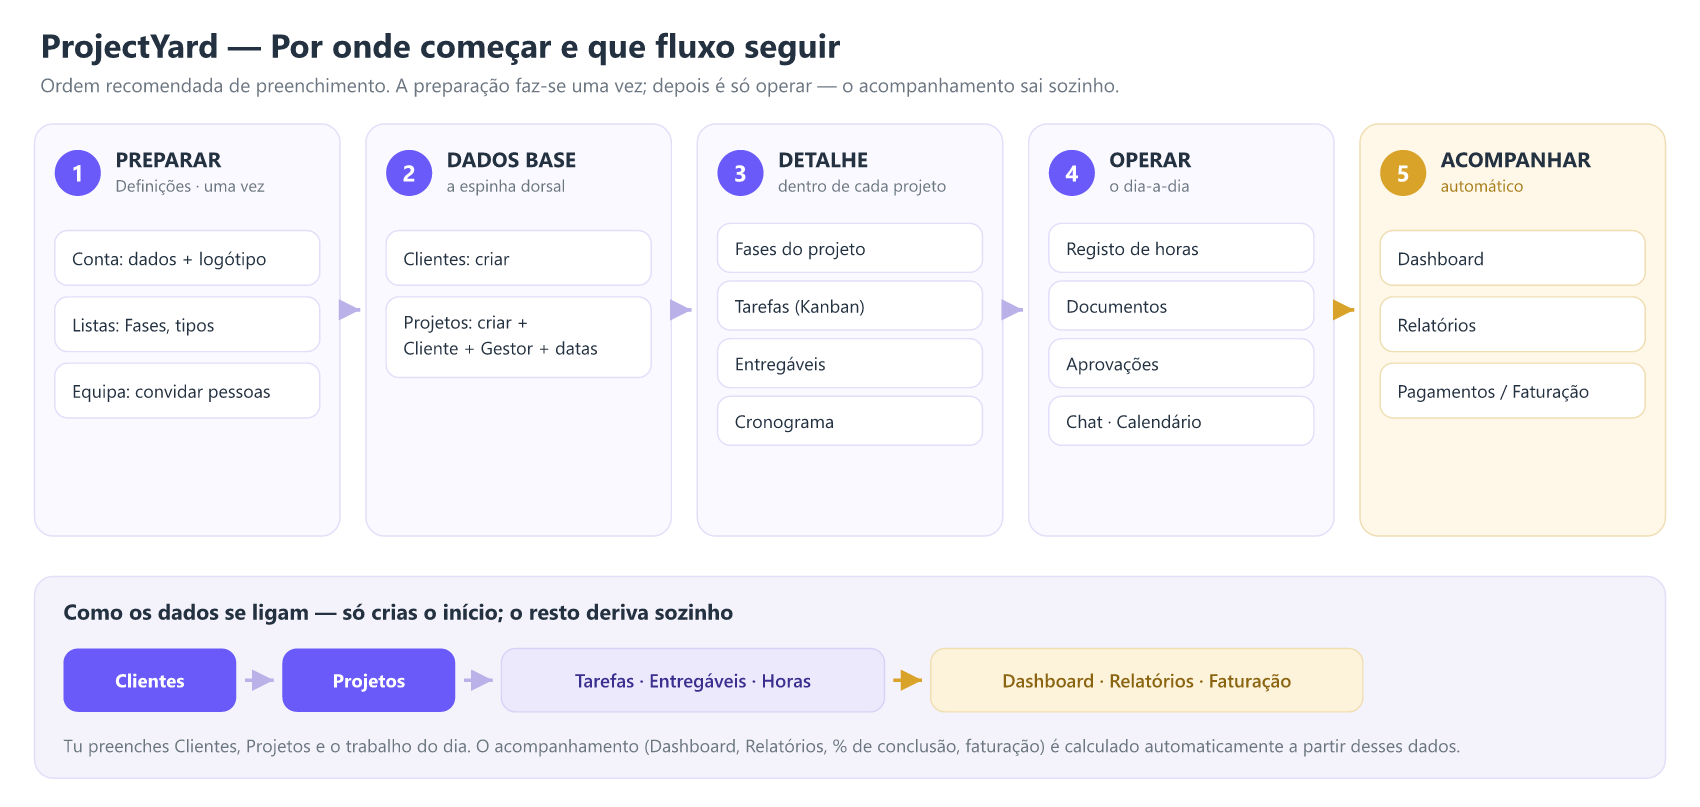 ProjectYard — Por onde começar e que fluxo seguir
Ordem recomendada de preenchimento. A preparação faz-se uma vez; depois é só operar — o acompanhamento sai sozinho.
1
PREPARAR
Definições · uma vez
Conta: dados + logótipo
Listas: Fases, tipos
Equipa: convidar pessoas
2
DADOS BASE
a espinha dorsal
Clientes: criar
Projetos: criar +
Cliente + Gestor + datas
3
DETALHE
dentro de cada projeto
Fases do projeto
Tarefas (Kanban)
Entregáveis
Cronograma
4
OPERAR
o dia-a-dia
Registo de horas
Documentos
Aprovações
Chat · Calendário
5
ACOMPANHAR
automático
Dashboard
Relatórios
Pagamentos / Faturação
Como os dados se ligam — só crias o início; o resto deriva sozinho
Clientes
Projetos
Tarefas · Entregáveis · Horas
Dashboard · Relatórios · Faturação
Tu preenches Clientes, Projetos e o trabalho do dia. O acompanhamento (Dashboard, Relatórios, % de conclusão, faturação) é calculado automaticamente a partir desses dados.